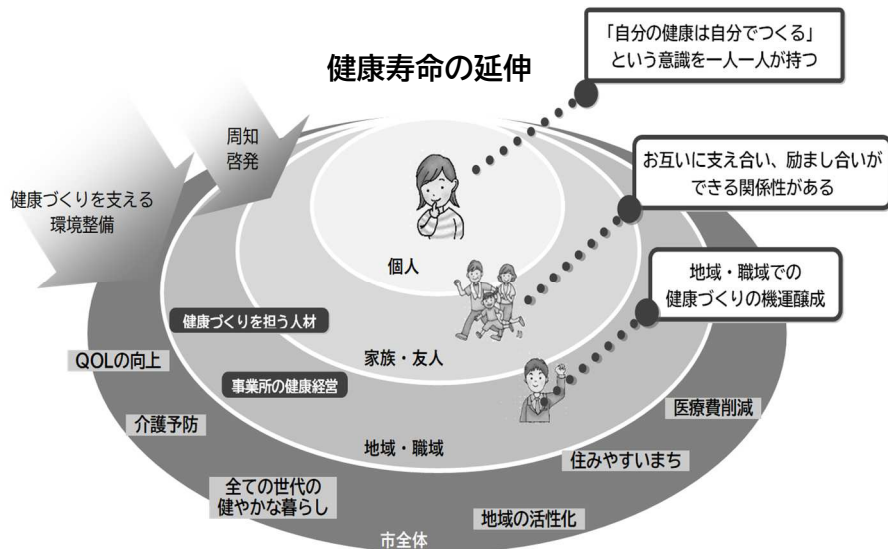 健康寿命の延伸
「自分の健康は自分でつくる」
という意識を一人一人が持つ
周知
啓発
お互いに支え合い、励まし合いが
できる関係性がある
健康づくりを支える
環境整備
個人
地域・職域での
健康づくりの機運醸成
健康づくりを担う人材
家族・友人
QOLの向上
事業所の健康経営
医療費削減
介護予防
地域・職域
住みやすいまち
全ての世代の
健やかな暮らし
地域の活性化
市全体